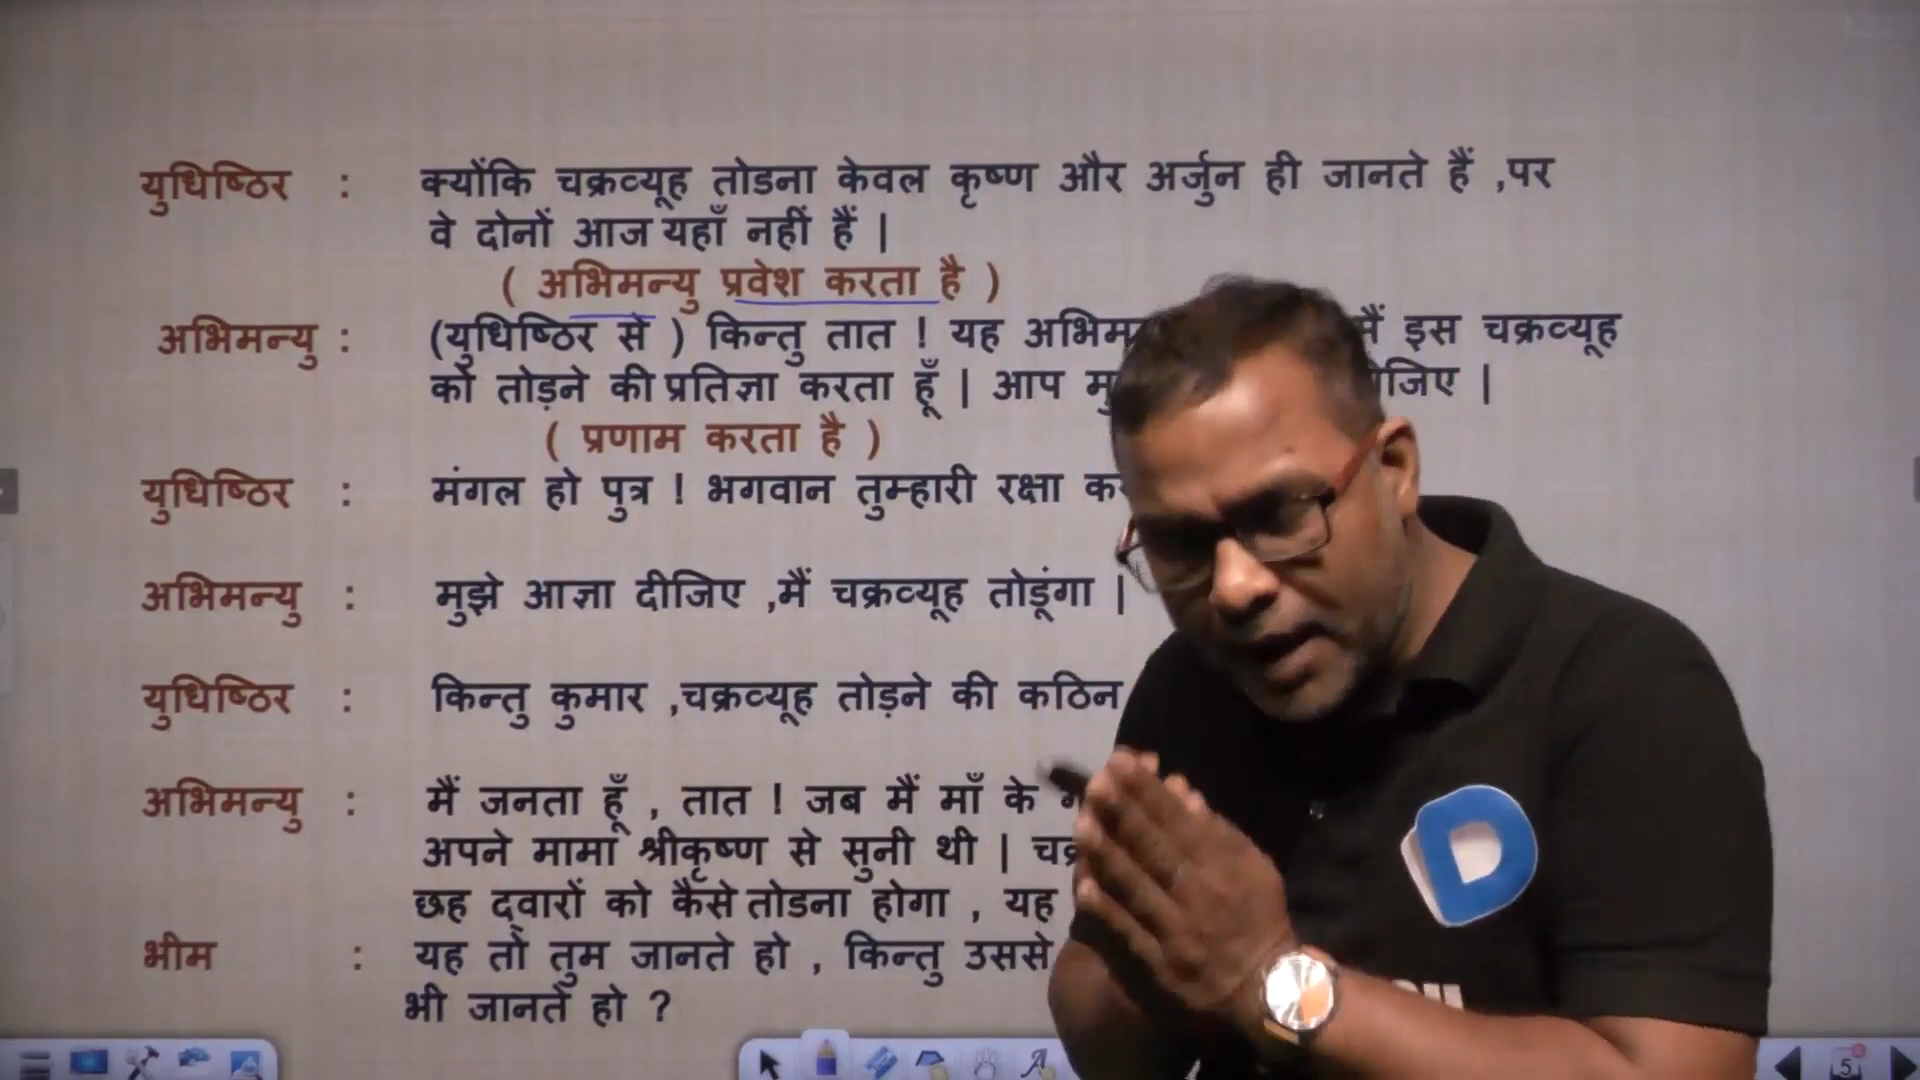 युधिष्ठिर : क्योंकि चक्रव्यूह तोडना केवल कृष्ण और अर्जुन ही जानते हैं ,पर
वे दोनों आज यहाँ नहीं हैं |
( अभिमन्यु प्रवेश करता है )
अभिमन्यु : (युधिष्ठिर से ) किन्तु तात ! यह मैं इस चक्रव्यूह
को तोड़ने की प्रतिज्ञा करता हूँ | आप
( प्रणाम करता है )
युधिष्ठिर : मंगल हो पुत्र ! भगवान तुम्हारी रक्षा
अभिमन्यु : मुझे आज्ञा दीजिए ,मैं चक्रव्यूह तोडूंगा |
युधिष्ठिर : किन्तु कुमार ,चक्रव्यूह तोड़ने की कठिन
अभिमन्यु : मैं जनता हूँ , तात ! जब मैं माँ के
अपने मामा श्रीकृष्ण से सुनी थी |
छह द्वारों को कैसे तोडना होगा , यह
भीम : यह तो तुम जानते हो , किन्तु उससे
भी जानते हो ?
D
5